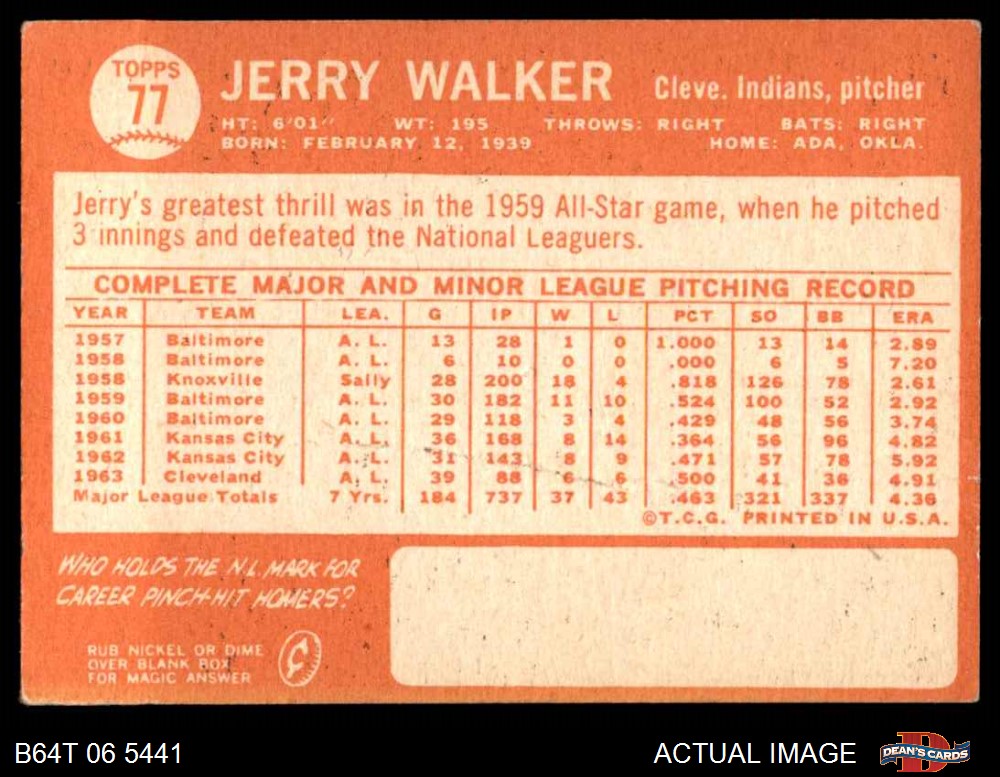 TOPPS
77
JERRY WALKER
Cleve. Indians, pitcher
HT: 6'01" WT: 195 THROWS: RIGHT BATS: RIGHT
BORN: FEBRUARY 12, 1939 HOME: ADA, OKLA.
Jerry's greatest thrill was in the 1959 All-Star game, when he pitched
3 innings and defeated the National Leaguers.
COMPLETE MAJOR AND MINOR LEAGUE PITCHING RECORD
YEAR TEAM LEA. G IP W L PCT SO BB ERA
1957 Baltimore A. L. 13 28 1 0 1.000 13 14 2.89
1958 Baltimore A. L. 6 10 0 0 .000 6 5 7.20
1958 Knoxville Sally 28 200 18 4 .818 126 78 2.61
1959 Baltimore A. L. 30 182 11 10 .524 100 52 2.92
1960 Baltimore A. L. 29 118 3 4 .429 48 56 3.74
1961 Kansas City A. L. 36 168 8 14 .364 56 96 4.82
1962 Kansas City A. L. 31 143 8 9 .471 57 78 5.92
1963 Cleveland A. L. 39 88 6 6 .500 41 36 4.91
Major League Totals 7 Yrs. 184 737 37 43 .463 321 337 4.36
©T.C.G. PRINTED IN U.S.A.
WHO HOLDS THE N.L. MARK FOR
CAREER PINCH-HIT HOMERS?
RUB NICKEL OR DIME
OVER BLANK BOX
FOR MAGIC ANSWER
B64T 06 5441
ACTUAL IMAGE
DEAN'S CARDS